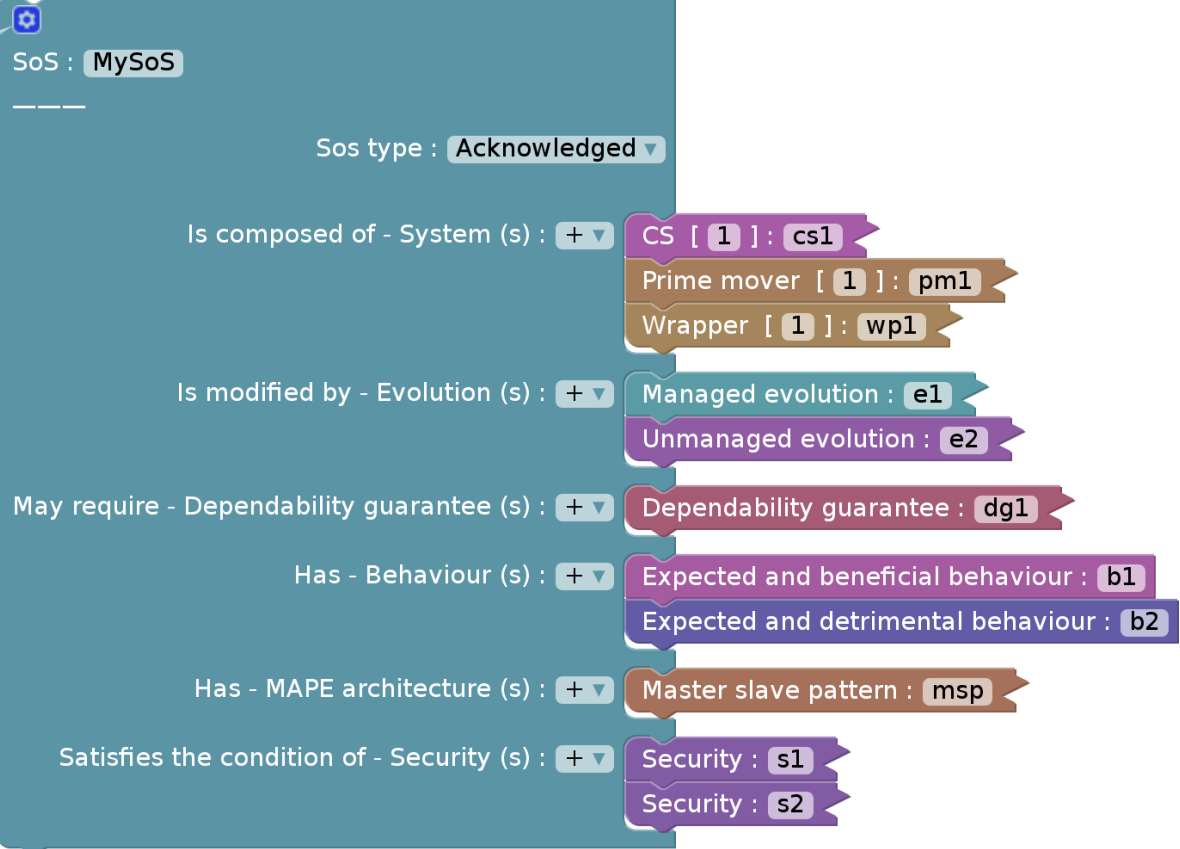 SoS : MySoS
———
Sos type : Acknowledged ▾
Is composed of - System (s) : + ▾ CS [ 1 ] : cs1
Prime mover [ 1 ] : pm1
Wrapper [ 1 ] : wp1
Is modified by - Evolution (s) : + ▾ Managed evolution : e1
Unmanaged evolution : e2
May require - Dependability guarantee (s) : + ▾ Dependability guarantee : dg1
Has - Behaviour (s) : + ▾ Expected and beneficial behaviour : b1
Expected and detrimental behaviour : b2
Has - MAPE architecture (s) : + ▾ Master slave pattern : msp
Satisfies the condition of - Security (s) : + ▾ Security : s1
Security : s2